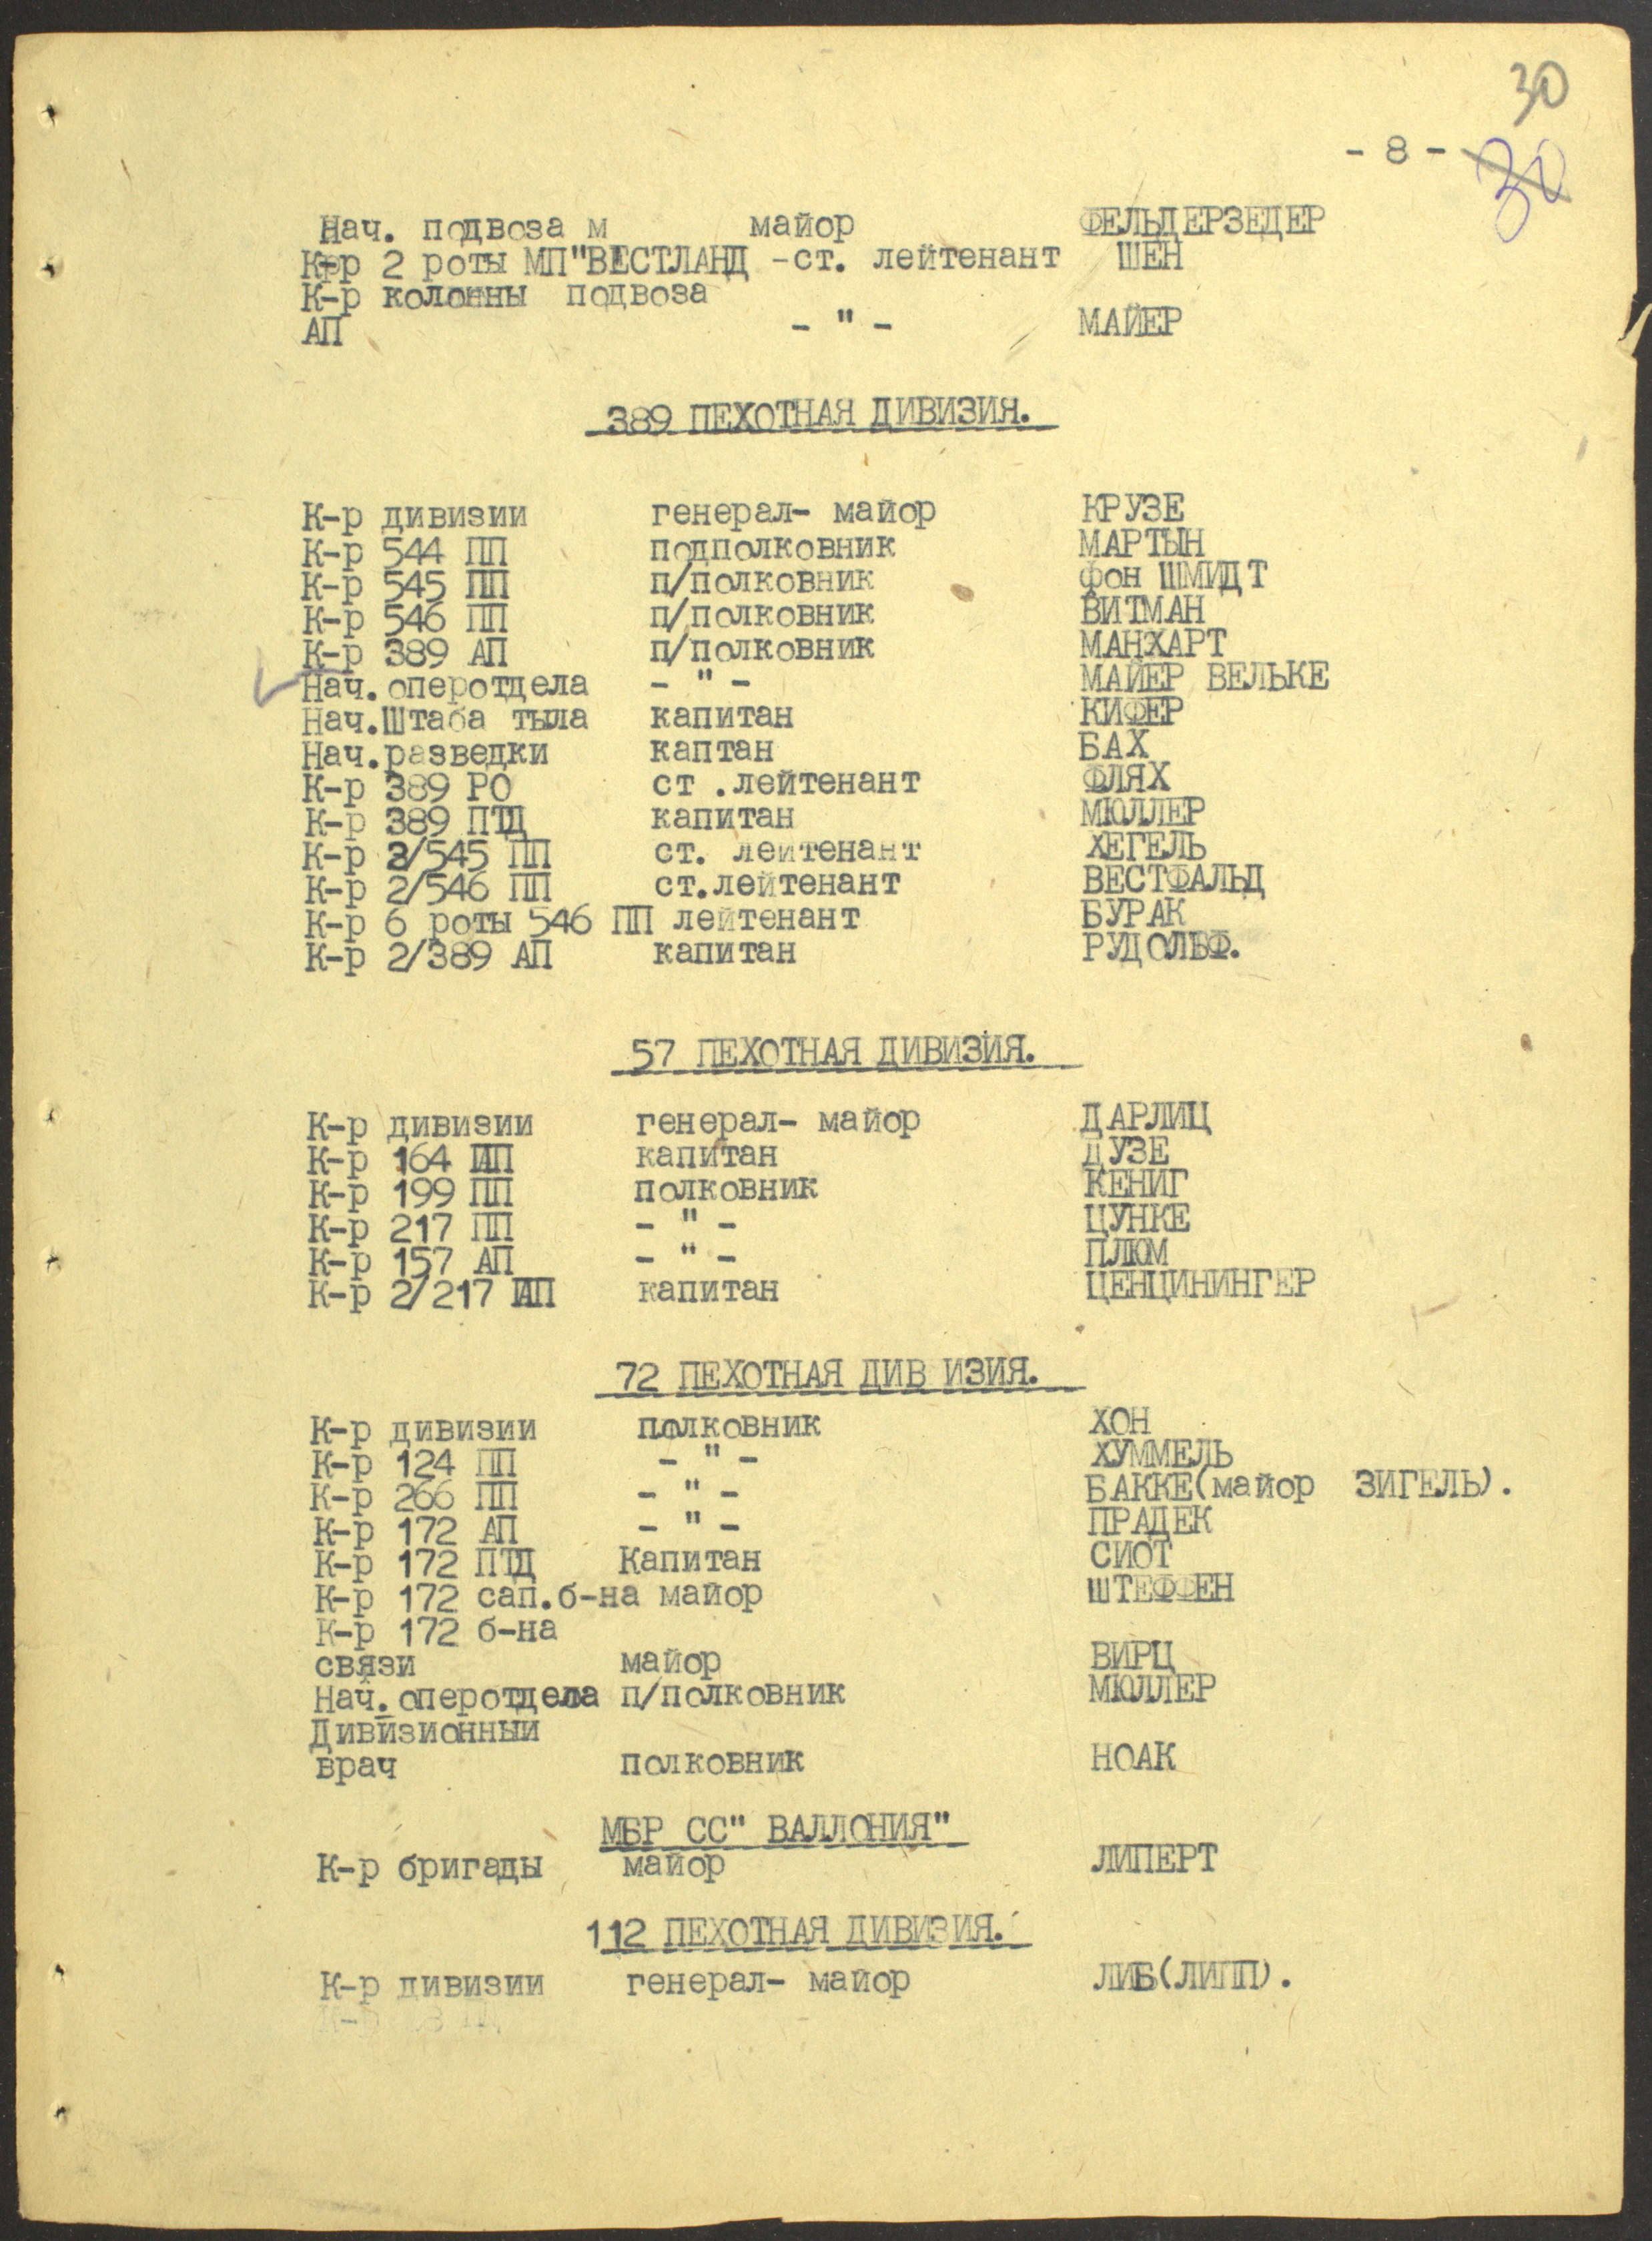 30
- 8 -
30
Нач. подвоза м майор ФЕЛЬДЕРЗЕДЕР
К-р 2 роты МП"ВЕСТЛАНД -ст. лейтенант ШЕН
К-р колонны подвоза
АП - " - МАЙЕР
389 ПЕХОТНАЯ ДИВИЗИЯ.
К-р дивизии генерал- майор КРУЗЕ
К-р 544 ПП подполковник МАРТЫН
К-р 545 ПП п/полковник фон ШМИДТ
К-р 546 ПП п/полковник ВИТМАН
К-р 389 АП п/полковник МАНХАРТ
Нач. оперотдела - " - МАЙЕР ВЕЛЬКЕ
Нач.Штаба тыла капитан КИФЕР
Нач.разведки каптан БАХ
К-р 389 РО ст .лейтенант ФЛЯХ
К-р 389 ПТД капитан МЮЛЛЕР
К-р 2/545 ПП ст. лейтенант ХЕГЕЛЬ
К-р 2/546 ПП ст.лейтенант ВЕСТФАЛЬД
К-р 6 роты 546 ПП лейтенант БУРАК
К-р 2/389 АП капитан РУДОЛЬФ.
57 ПЕХОТНАЯ ДИВИЗИЯ.
К-р дивизии генерал- майор ДАРЛИЦ
К-р 164 ПП капитан ДУЗЕ
К-р 199 ПП полковник КЕНИГ
К-р 217 ПП - " - ЦУНКЕ
К-р 157 АП - " - ПЛЮМ
К-р 2/217 ПП капитан ЦЕНЦИНИНГЕР
72 ПЕХОТНАЯ ДИВ ИЗИЯ.
К-р дивизии полковник ХОН
К-р 124 ПП - " - ХУММЕЛЬ
К-р 266 ПП - " - БАККЕ(майор ЗИГЕЛЬ).
К-р 172 АП - " - ПРАДЕК
К-р 172 ПТД Капитан СИОТ
К-р 172 сап.б-на майор ШТЕФФЕН
К-р 172 б-на
связи майор ВИРЦ
Нач. оперотдела п/полковник МЮЛЛЕР
Дивизионный
врач полковник НОАК
МБР СС" ВАЛЛОНИЯ"
К-р бригады майор ЛИПЕРТ
112 ПЕХОТНАЯ ДИВИЗИЯ.
К-р дивизии генерал- майор ЛИБ(ЛИПП).